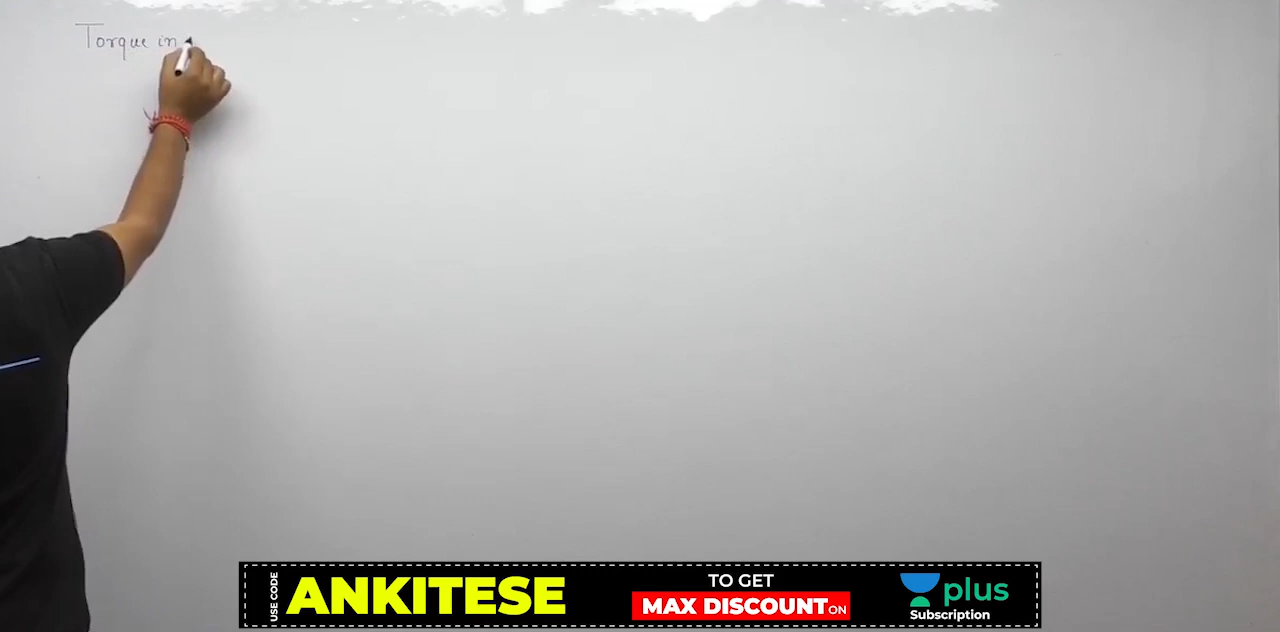 Torque in
USE CODE
ANKITESE
TO GET
MAX DISCOUNT ON
plus
Subscription